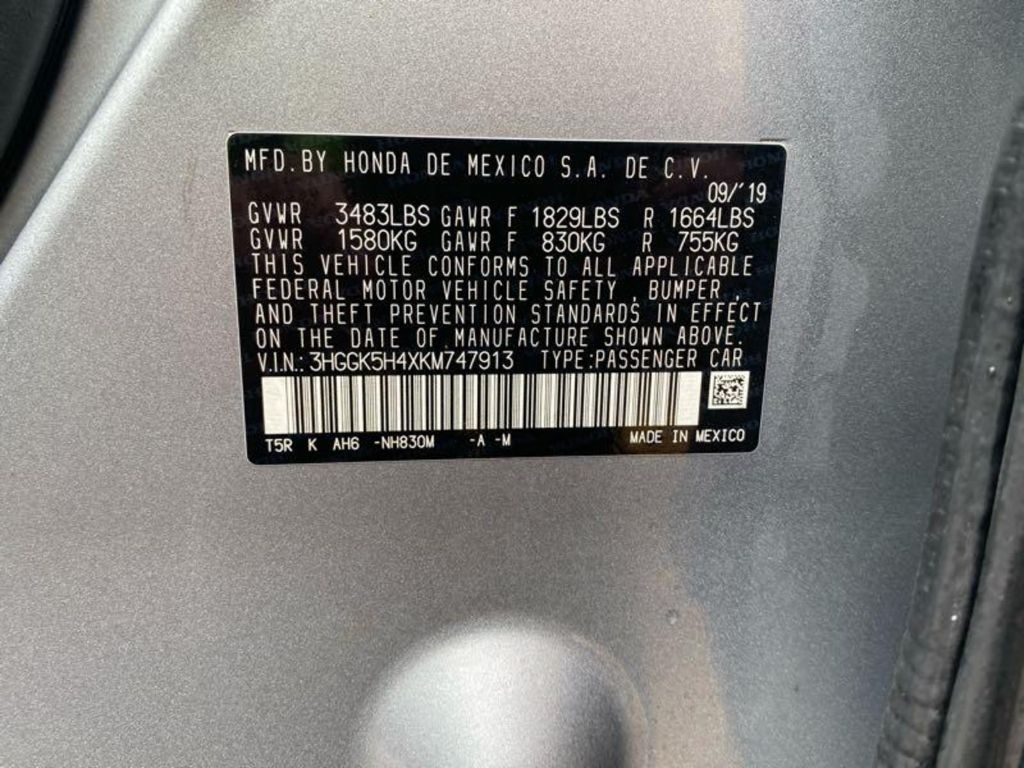 MFD. BY HONDA DE MEXICO S.A. DE C.V.
09/'19
GVWR 3483LBS GAWR F 1829LBS R 1664LBS
GVWR 1580KG GAWR F 830KG R 755KG
THIS VEHICLE CONFORMS TO ALL APPLICABLE
FEDERAL MOTOR VEHICLE SAFETY , BUMPER ,
AND THEFT PREVENTION STANDARDS IN EFFECT
ON THE DATE OF MANUFACTURE SHOWN ABOVE.
V.I.N.: 3HGGK5H4XKM747913 TYPE:PASSENGER CAR
T5R K AH6 -NH830M -A -M MADE IN MEXICO